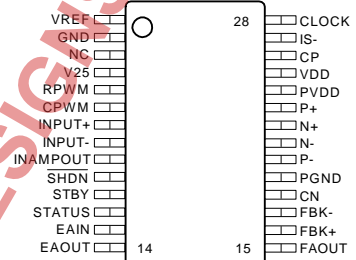 VREF 28 CLOCK
GND IS-
NC CP
V25 VDD
RPWM PVDD
CPWM P+
INPUT+ N+
INPUT- N-
INAMPOUT P-
SHDN PGND
STBY CN
STATUS FBK-
EAIN FBK+
EAOUT 14 15 FAOUT
ESIGNS